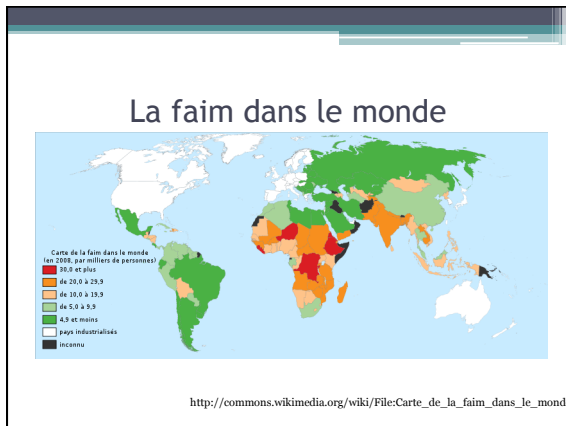 La faim dans le monde
Carte de la faim dans le monde
(en 2008, par milliers de personnes)
30,0 et plus
de 20,0 à 29,9
de 10,0 à 19,9
de 5,0 à 9,9
4,9 et moins
pays industrialisés
inconnu
http://commons.wikimedia.org/wiki/File:Carte_de_la_faim_dans_le_mond